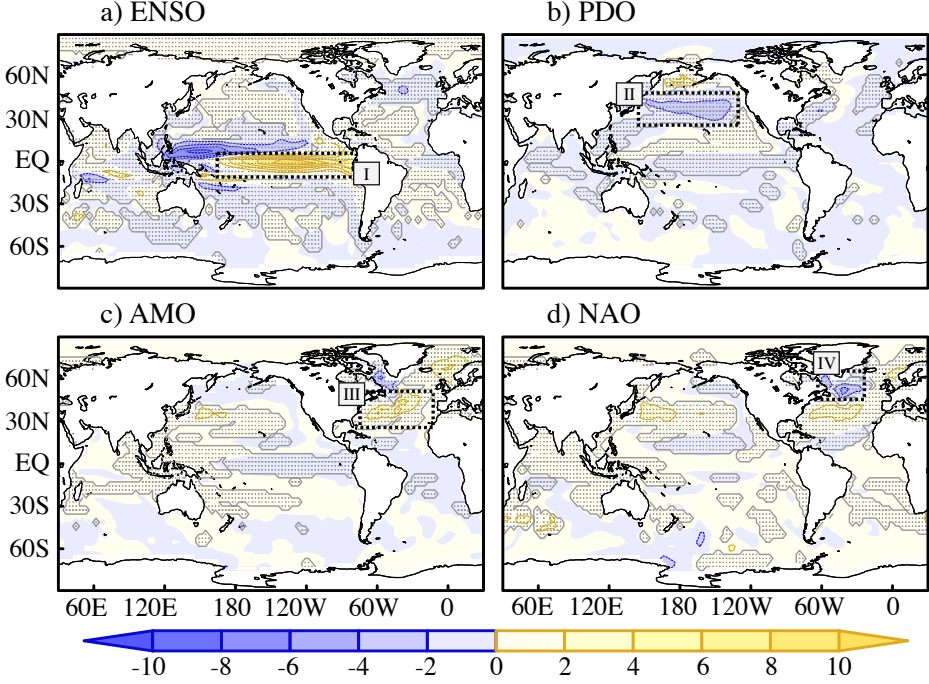 a) ENSO
b) PDO
60N
30N
EQ
30S
60S
I
II
c) AMO
d) NAO
60N
30N
EQ
30S
60S
III
IV
60E 120E 180 120W 60W 0
60E 120E 180 120W 60W 0
-10 -8 -6 -4 -2 0 2 4 6 8 10